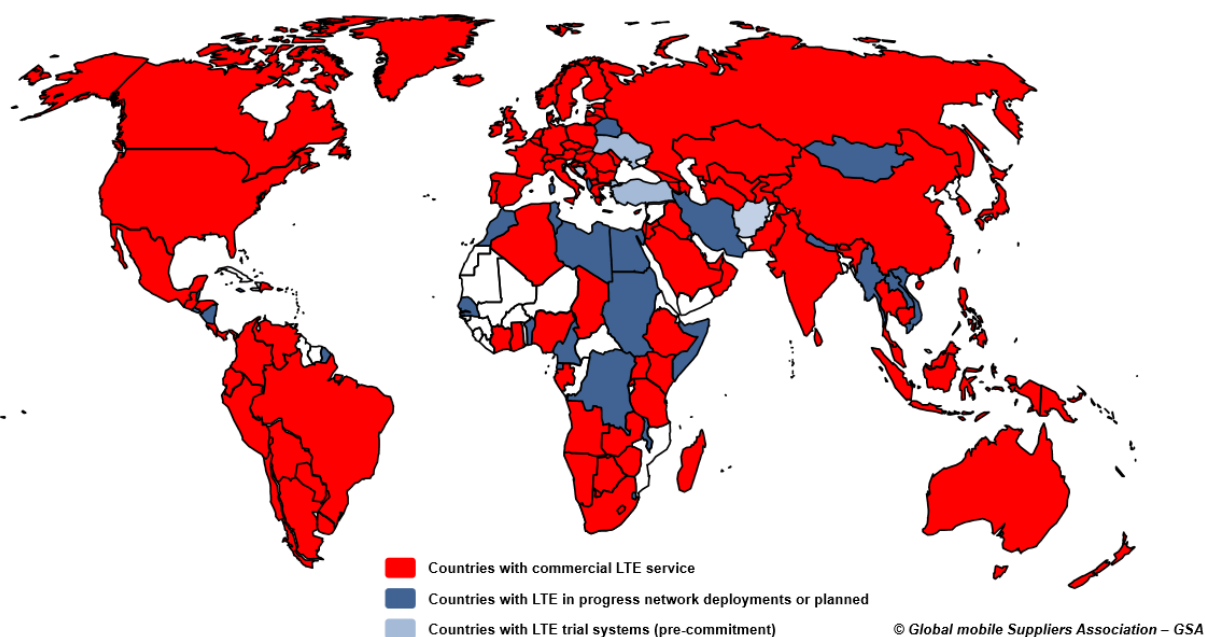 Countries with commercial LTE service
Countries with LTE in progress network deployments or planned
Countries with LTE trial systems (pre-commitment)
© Global mobile Suppliers Association – GSA